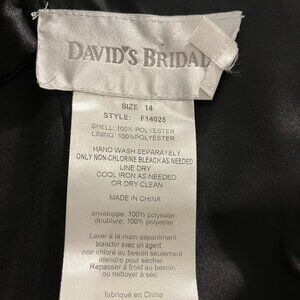 DAVID'S BRIDAL
SIZE 14
STYLE: F14025
SHELL: 100% POLYESTER
LINING: 100% POLYESTER
HAND WASH SEPARATELY
ONLY NON-CHLORINE BLEACH AS NEEDED
LINE DRY
COOL IRON AS NEEDED
OR DRY CLEAN
MADE IN CHINA
enveloppe: 100% polyester
doublure: 100% polyester
Laver à la main séparément
blanchir avec un agent
non chloré au besoin seulement
étendre pour sécher
Repasser à froid au besoin
ou nettoyage à sec
fabriqué en Chine